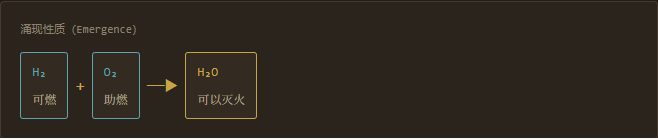 涌现性质 (Emergence)
H₂ + O₂ → H₂O
可燃 助燃 可以灭火